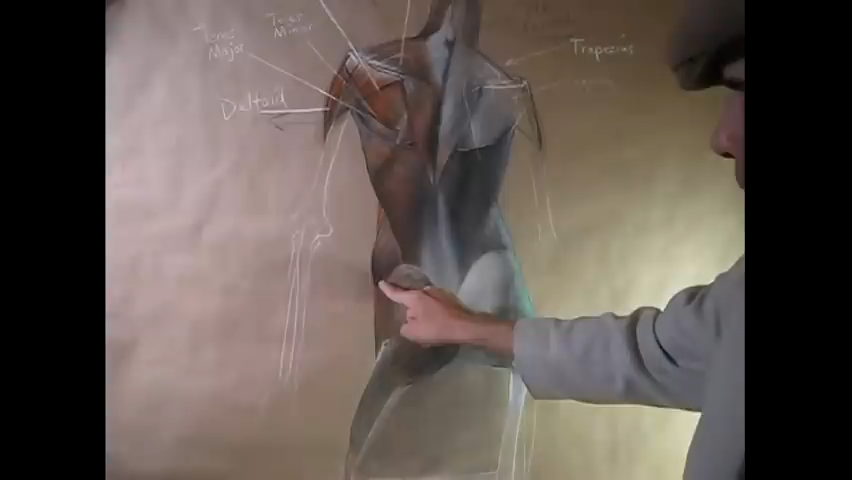 Teres
Major
Teres
Minor
Trapezius
Deltoid